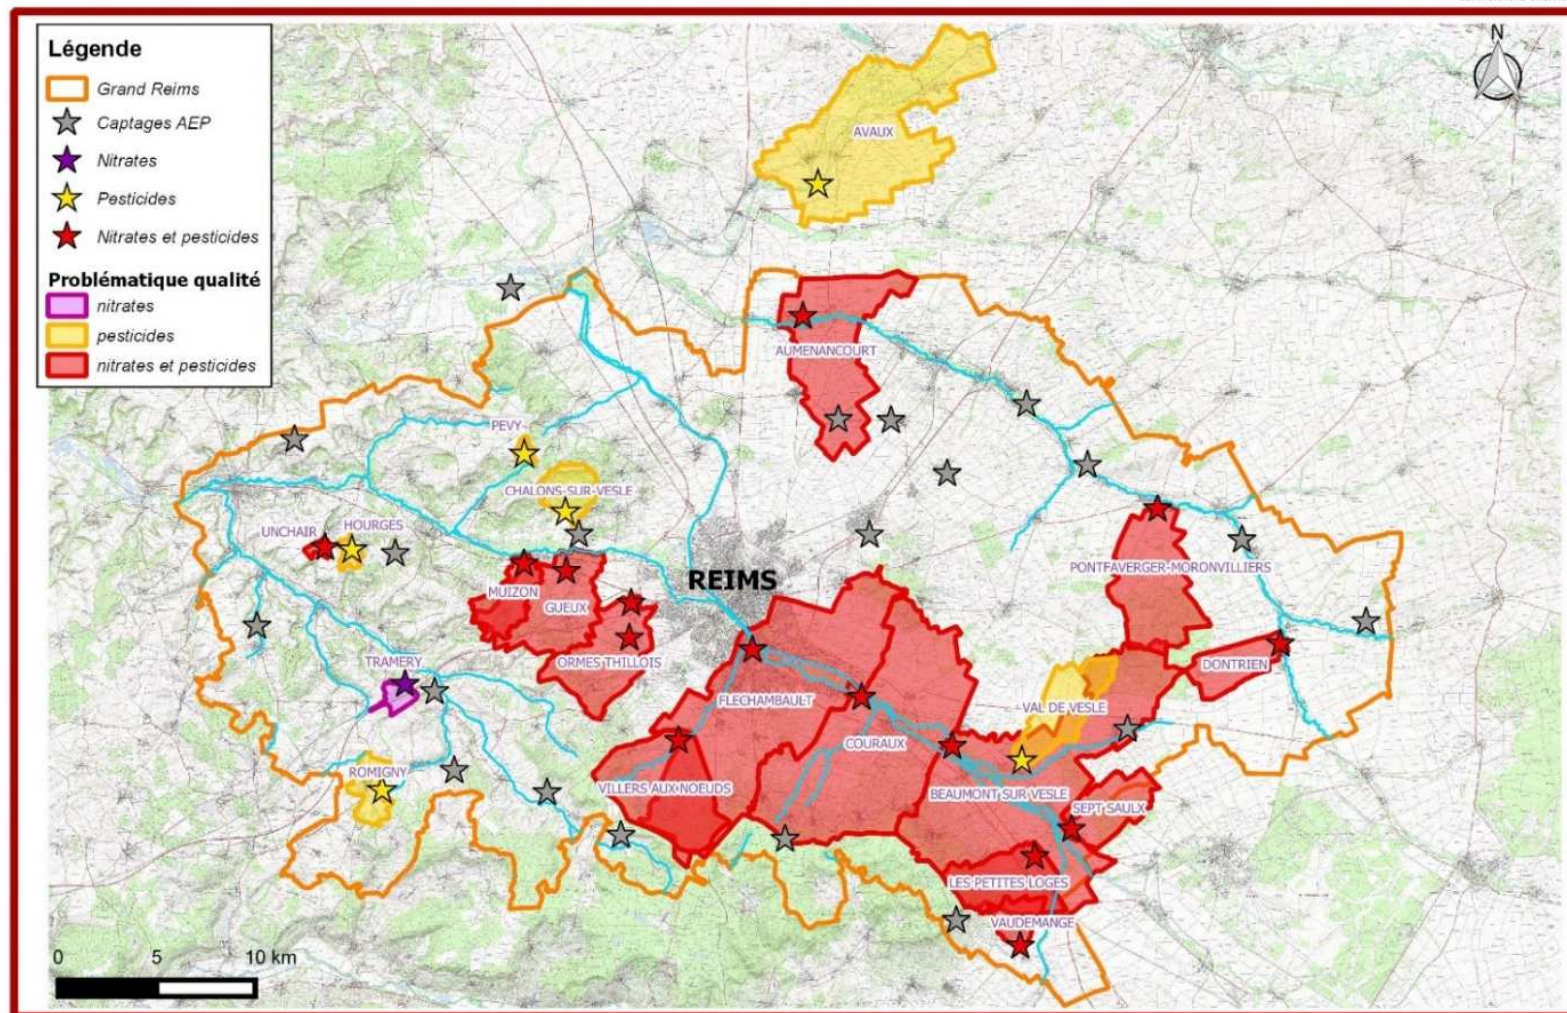 Légende
Grand Reims
Captages AEP
Nitrates
Pesticides
Nitrates et pesticides
Problématique qualité
nitrates
pesticides
nitrates et pesticides
N
AVAUX
AUMENANCOURT
PEVY
CHALONS-SUR-VESLE
UNCHAIR
HOURGES
REIMS
PONTFAVERGER-MORONVILLIERS
MUIZON
GUEUX
TRAMERY
ORMES THILLOIS
DONTRIEN
FLECHAMBAULT
VAL DE VESLE
COURAUX
ROMIGNY
VILLERS AUX NOEUDS
BEAUMONT SUR VESLE
SEPT SAULX
LES PETITES LOGES
VAUDEMANGE
0 5 10 km